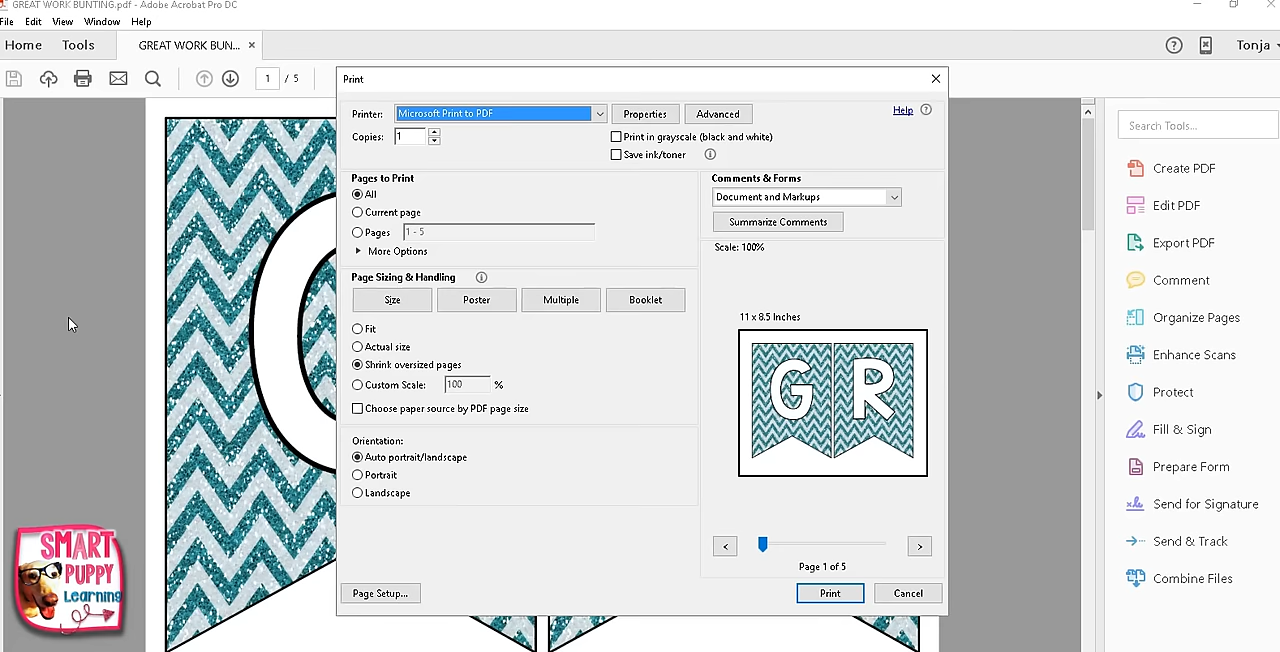 GREAT WORK BUNTING.pdf - Adobe Acrobat Pro DC
File Edit View Window Help
Home Tools GREAT WORK BUN... ×
? Tonja
1 / 5
Print
Printer: Microsoft Print to PDF Properties Advanced Help ?
Copies: 1 Print in grayscale (black and white)
Save ink/toner
Pages to Print
All
Current page
Pages 1 - 5
More Options
Comments & Forms
Document and Markups
Summarize Comments
Scale: 100%
Page Sizing & Handling
Size Poster Multiple Booklet
Fit
Actual size
Shrink oversized pages
Custom Scale: 100 %
Choose paper source by PDF page size
Orientation:
Auto portrait/landscape
Portrait
Landscape
11 x 8.5 Inches
G R
< >
Page 1 of 5
Page Setup... Print Cancel
Search Tools...
Create PDF
Edit PDF
Export PDF
Comment
Organize Pages
Enhance Scans
Protect
Fill & Sign
Prepare Form
Send for Signature
Send & Track
Combine Files
SMART
PUPPY
Learning